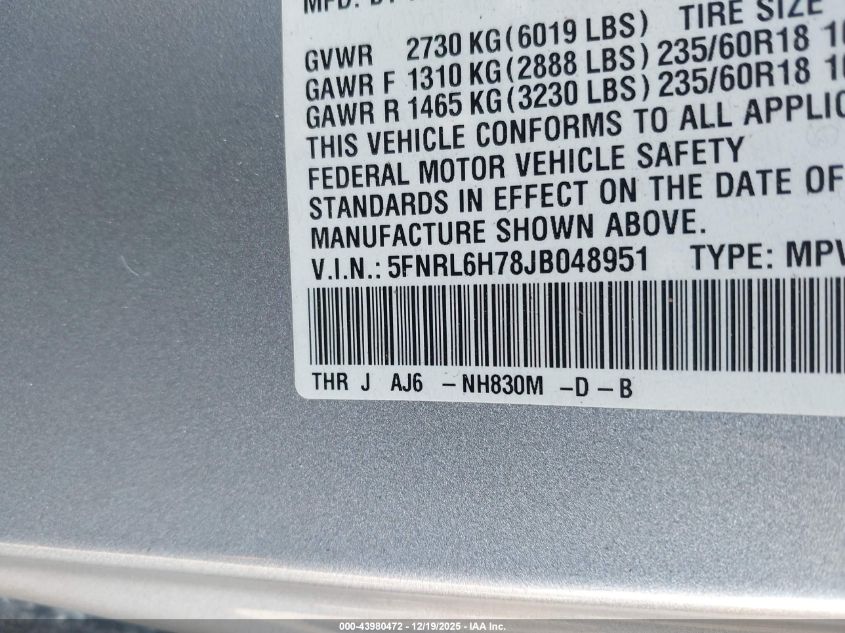 MFD. BY
GVWR 2730 KG(6019 LBS) TIRE SIZE
GAWR F 1310 KG(2888 LBS) 235/60R18
GAWR R 1465 KG(3230 LBS) 235/60R18
THIS VEHICLE CONFORMS TO ALL
FEDERAL MOTOR VEHICLE SAFETY
STANDARDS IN EFFECT ON THE DATE OF
MANUFACTURE SHOWN ABOVE.
V.I.N.: 5FNRL6H78JB048951 TYPE: MPV
THR J AJ6 -NH830M -D-B
000-43980472 - 12/19/2025 - IAA Inc.